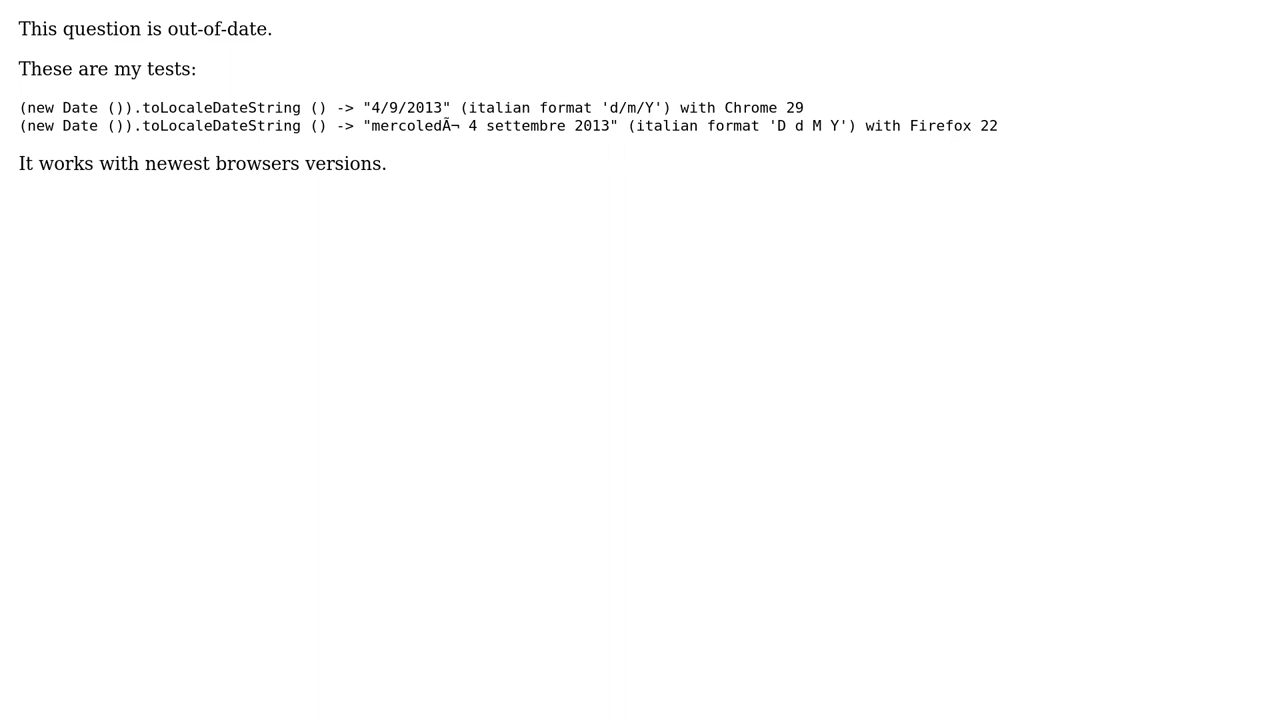 This question is out-of-date.
These are my tests:
(new Date ()).toLocaleDateString () -> "4/9/2013" (italian format 'd/m/Y') with Chrome 29
(new Date ()).toLocaleDateString () -> "mercoledÃ¬ 4 settembre 2013" (italian format 'D d M Y') with Firefox 22
It works with newest browsers versions.